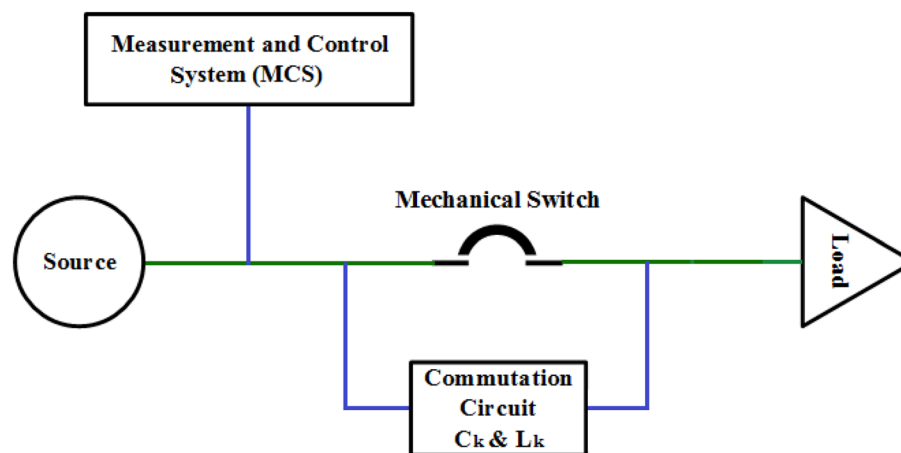 Measurement and Control
System (MCS)
Mechanical Switch
Source
Load
Commutation
Circuit
Ck & Lk